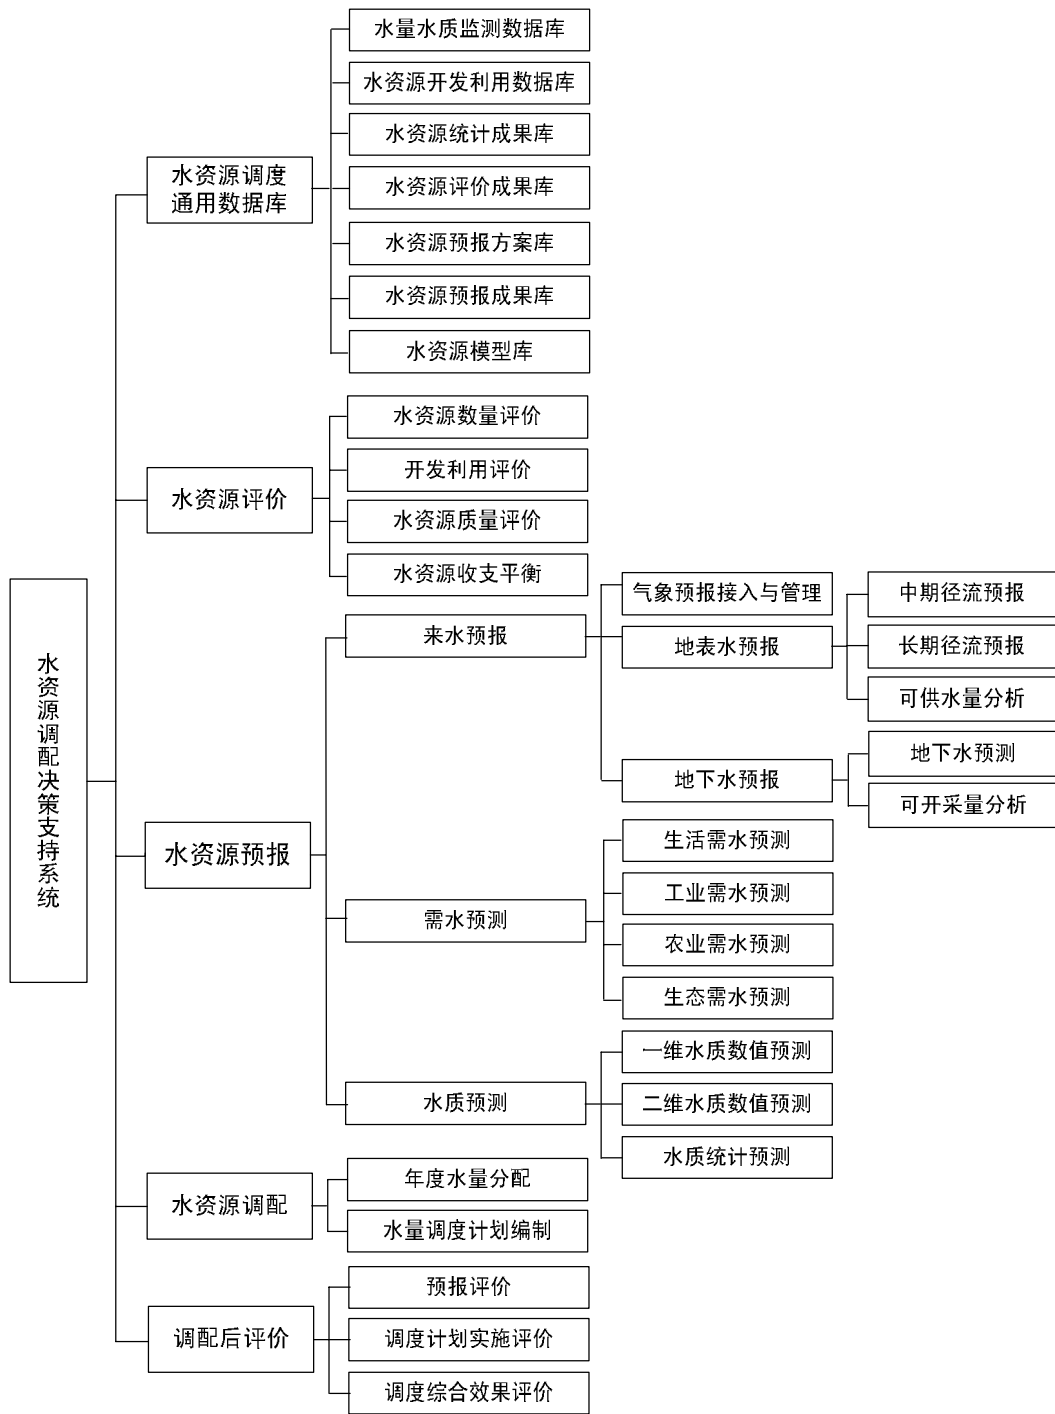 水量水质监测数据库
水资源开发利用数据库
水资源统计成果库
水资源调度
通用数据库
水资源评价成果库
水资源预报方案库
水资源预报成果库
水资源模型库
水资源数量评价
开发利用评价
水资源评价
水资源质量评价
水资源收支平衡
气象预报接入与管理
中期径流预报
来水预报
地表水预报
长期径流预报
可供水量分析
地下水预测
地下水预报
可开采量分析
水资源调配决策支持系统
水资源预报
生活需水预测
工业需水预测
需水预测
农业需水预测
生态需水预测
一维水质数值预测
水质预测
二维水质数值预测
水质统计预测
年度水量分配
水资源调配
水量调度计划编制
预报评价
调配后评价
调度计划实施评价
调度综合效果评价